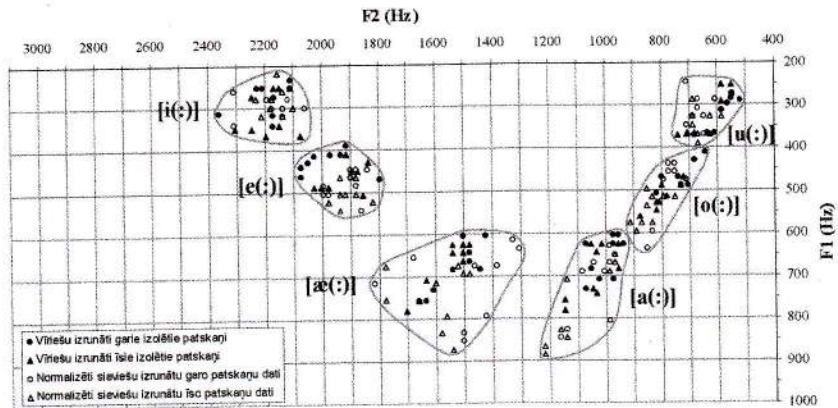 F2 (Hz)
3000 2800 2600 2400 2200 2000 1800 1600 1400 1200 1000 800 600 400
200
300
400
500
600
700
800
900
1000
F1 (Hz)
[i(:)]
[u(:)]
[e(:)]
[o(:)]
[æ(:)]
[a(:)]
● Vīriešu izrunāti garie izolētie patskaņi
▲ Vīriešu izrunāti īsie izolētie patskaņi
○ Normalizēti sieviešu izrunātu garo patskaņu dati
△ Normalizēti sieviešu izrunātu īso patskaņu dati